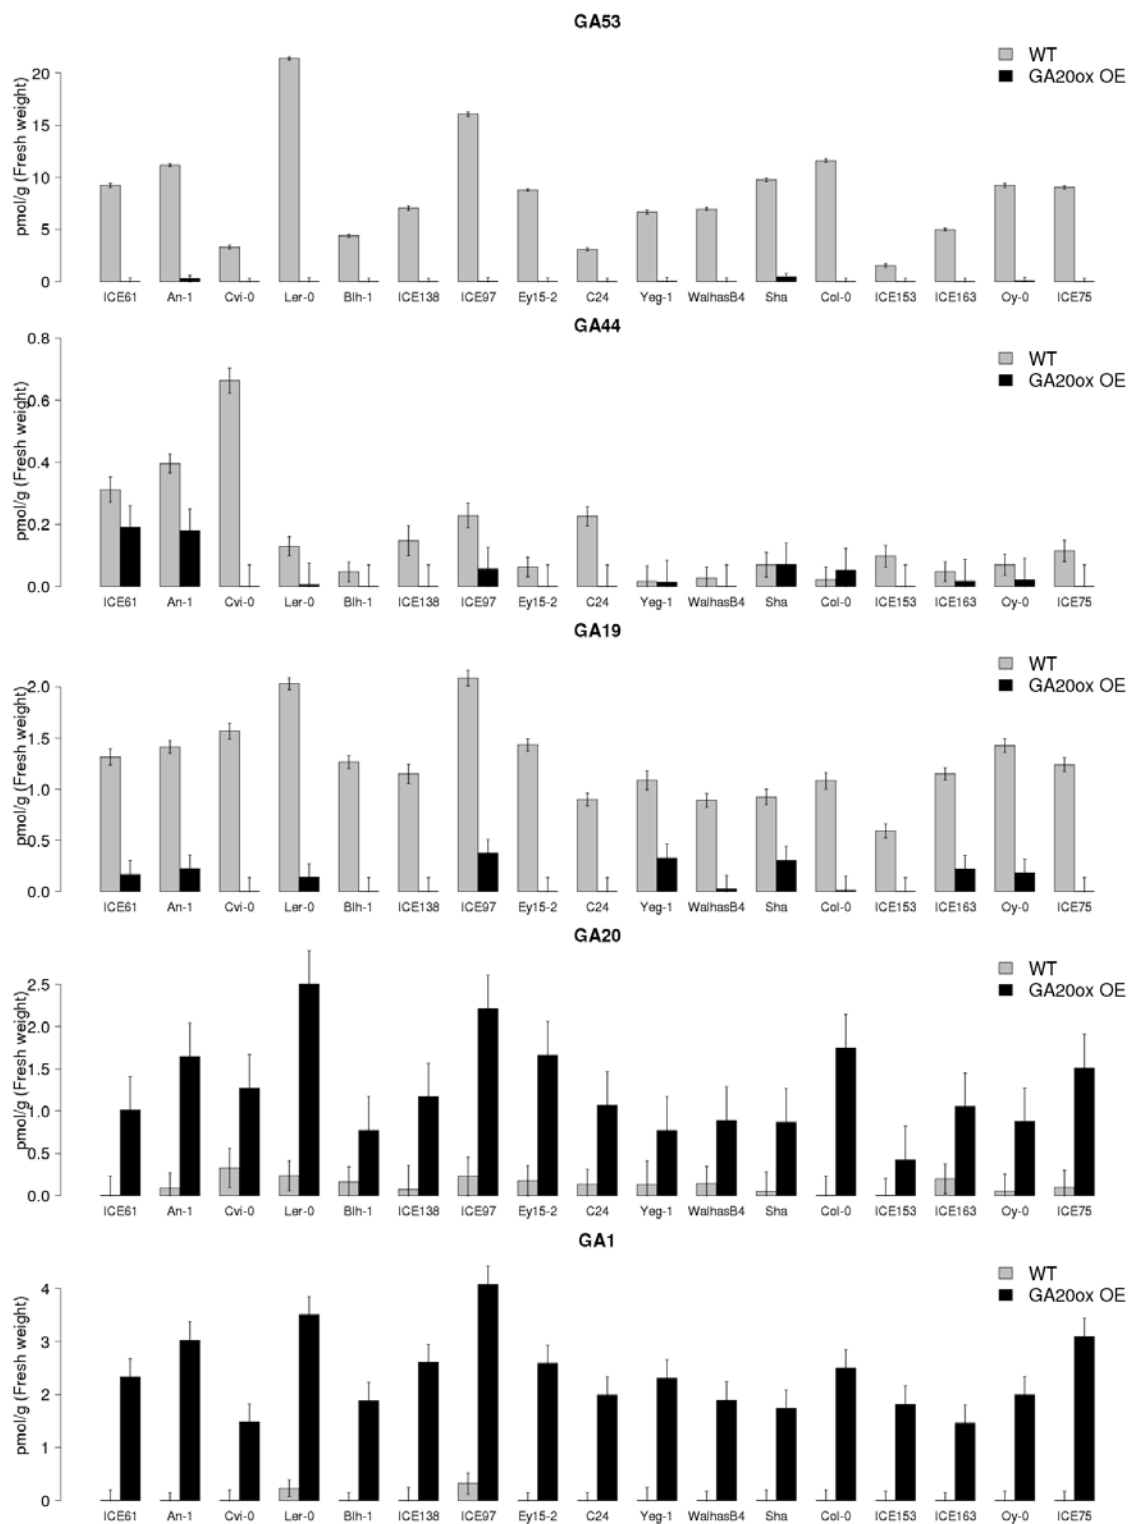 GA53
WT
GA20ox OE
pmol/g (Fresh weight)
20
15
10
5
0
ICE61 An-1 Cvi-0 Ler-0 Blh-1 ICE138 ICE97 Ey15-2 C24 Yeg-1 WalhasB4 Sha Col-0 ICE153 ICE163 Oy-0 ICE75
GA44
WT
GA20ox OE
pmol/g (Fresh weight)
0.8
0.6
0.4
0.2
0.0
ICE61 An-1 Cvi-0 Ler-0 Blh-1 ICE138 ICE97 Ey15-2 C24 Yeg-1 WalhasB4 Sha Col-0 ICE153 ICE163 Oy-0 ICE75
GA19
WT
GA20ox OE
pmol/g (Fresh weight)
2.0
1.5
1.0
0.5
0.0
ICE61 An-1 Cvi-0 Ler-0 Blh-1 ICE138 ICE97 Ey15-2 C24 Yeg-1 WalhasB4 Sha Col-0 ICE153 ICE163 Oy-0 ICE75
GA20
WT
GA20ox OE
pmol/g (Fresh weight)
2.5
2.0
1.5
1.0
0.5
0.0
ICE61 An-1 Cvi-0 Ler-0 Blh-1 ICE138 ICE97 Ey15-2 C24 Yeg-1 WalhasB4 Sha Col-0 ICE153 ICE163 Oy-0 ICE75
GA1
WT
GA20ox OE
pmol/g (Fresh weight)
4
3
2
1
0
ICE61 An-1 Cvi-0 Ler-0 Blh-1 ICE138 ICE97 Ey15-2 C24 Yeg-1 WalhasB4 Sha Col-0 ICE153 ICE163 Oy-0 ICE75